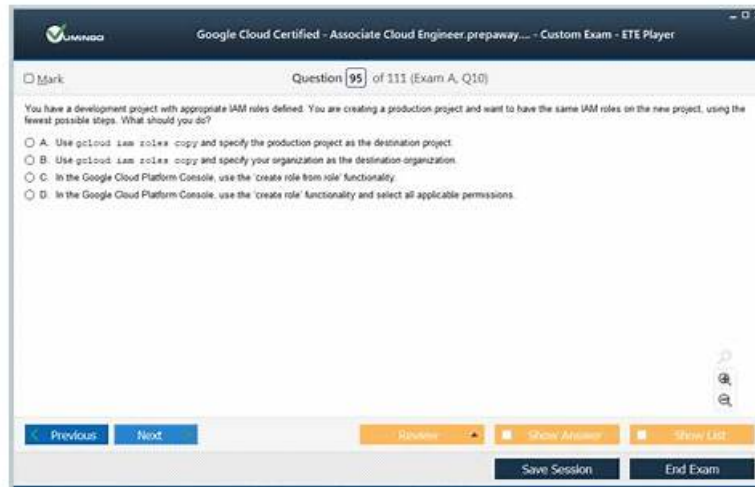 VUMINGO
Google Cloud Certified - Associate Cloud Engineer.prepaway.... - Custom Exam - ETE Player
Mark
Question 95 of 111 (Exam A, Q10)
You have a development project with appropriate IAM roles defined. You are creating a production project and want to have the same IAM roles on the new project, using the
fewest possible steps. What should you do?
A. Use gcloud iam roles copy and specify the production project as the destination project.
B. Use gcloud iam roles copy and specify your organization as the destination organization.
C. In the Google Cloud Platform Console, use the 'create role from role' functionality.
D. In the Google Cloud Platform Console, use the 'create role' functionality and select all applicable permissions.
Previous
Next
Review
Show Answer
Show List
Save Session
End Exam